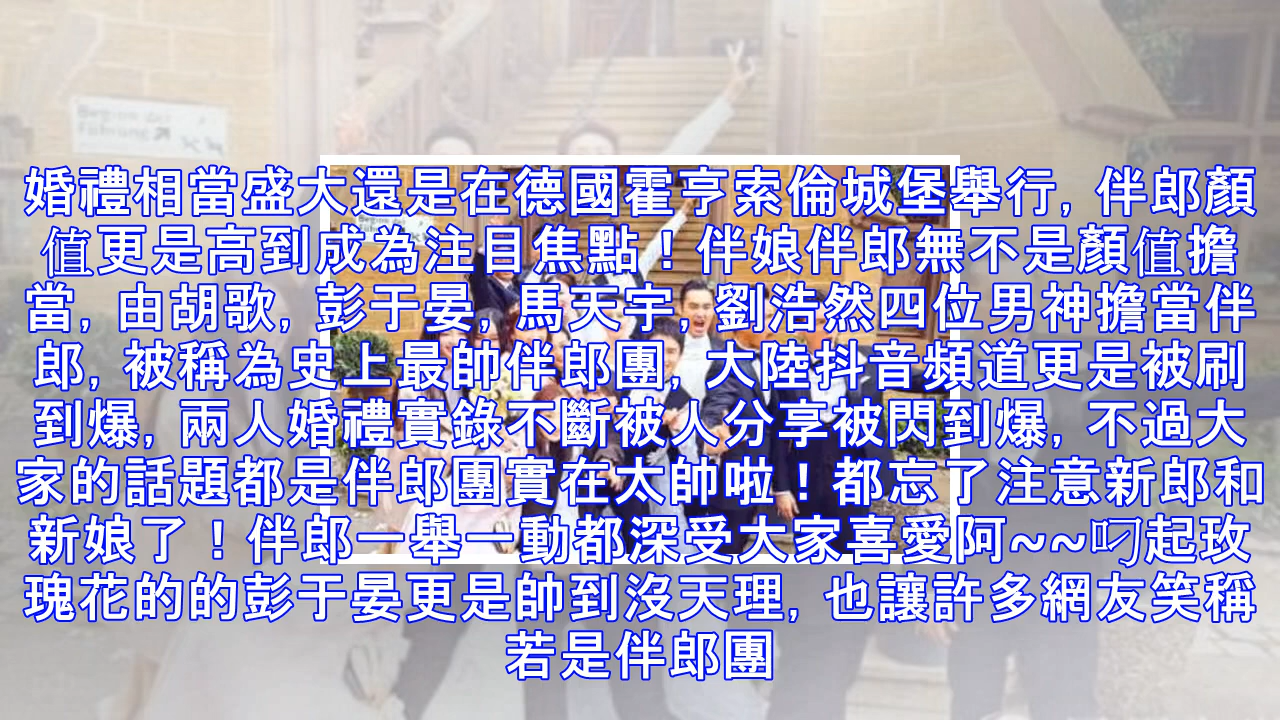 Beginn der
Führung
婚禮相當盛大還是在德國霍亨索倫城堡舉行, 伴郎顏
值更是高到成為注目焦點！伴娘伴郎無不是顏值擔
當, 由胡歌, 彭于晏, 馬天宇, 劉浩然四位男神擔當伴
郎, 被稱為史上最帥伴郎團, 大陸抖音頻道更是被刷
到爆, 兩人婚禮實錄不斷被人分享被閃到爆, 不過大
家的話題都是伴郎團實在太帥啦！都忘了注意新郎和
新娘了！伴郎一舉一動都深受大家喜愛阿~~叼起玫
瑰花的的彭于晏更是帥到沒天理, 也讓許多網友笑稱
若是伴郎團